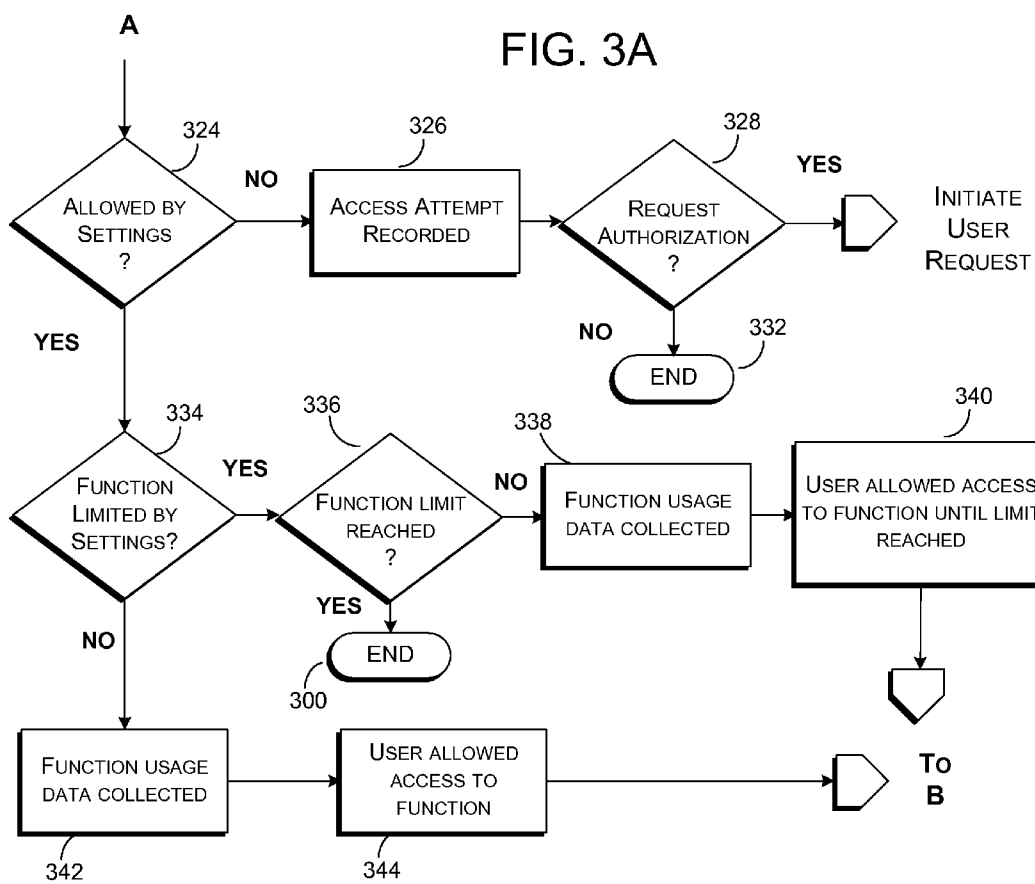 A
FIG. 3A
324
ALLOWED BY
SETTINGS
?
NO
326
ACCESS ATTEMPT
RECORDED
328
REQUEST
AUTHORIZATION
?
YES
INITIATE
USER
REQUEST
NO
332
END
YES
334
FUNCTION
LIMITED BY
SETTINGS?
YES
336
FUNCTION LIMIT
REACHED
?
NO
338
FUNCTION USAGE
DATA COLLECTED
340
USER ALLOWED ACCESS
TO FUNCTION UNTIL LIMIT
REACHED
YES
END
300
NO
FUNCTION USAGE
DATA COLLECTED
342
USER ALLOWED
ACCESS TO
FUNCTION
344
TO
B